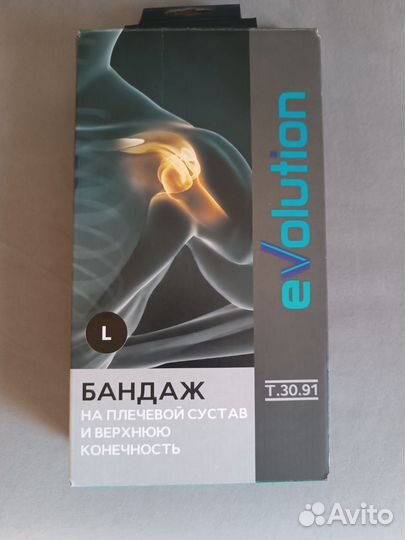 eVolution
L
БАНДАЖ
НА ПЛЕЧЕВОЙ СУСТАВ
И ВЕРХНЮЮ
КОНЕЧНОСТЬ
Т.30.91
Avito